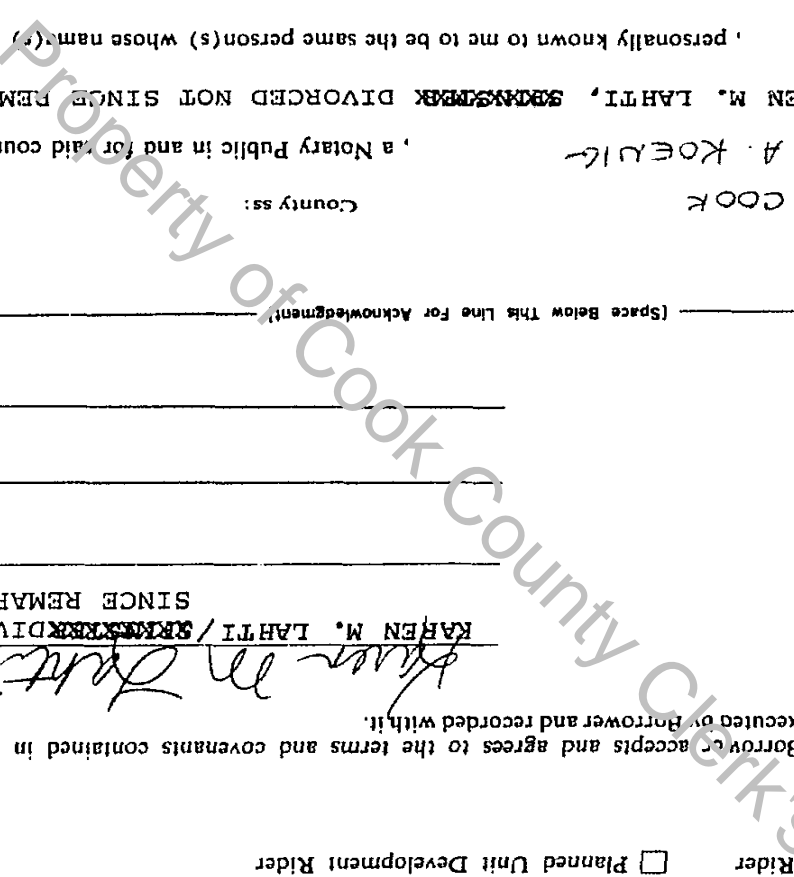 Rider ☐ Planned Unit Development Rider
Borrower accepts and agrees to the terms and covenants contained in
executed by Borrower and recorded with it.
Karen M Lahti
KAREN M. LAHTI/ DIV
SINCE REMAR
[Space Below This Line For Acknowledgment]
COOK County ss:
A. KOENIG , a Notary Public in and for said coun
EN M. LAHTI, DIVORCED NOT SINCE REM
, personally known to me to be the same person(s) whose name(s)
Property of Cook County Clerk's